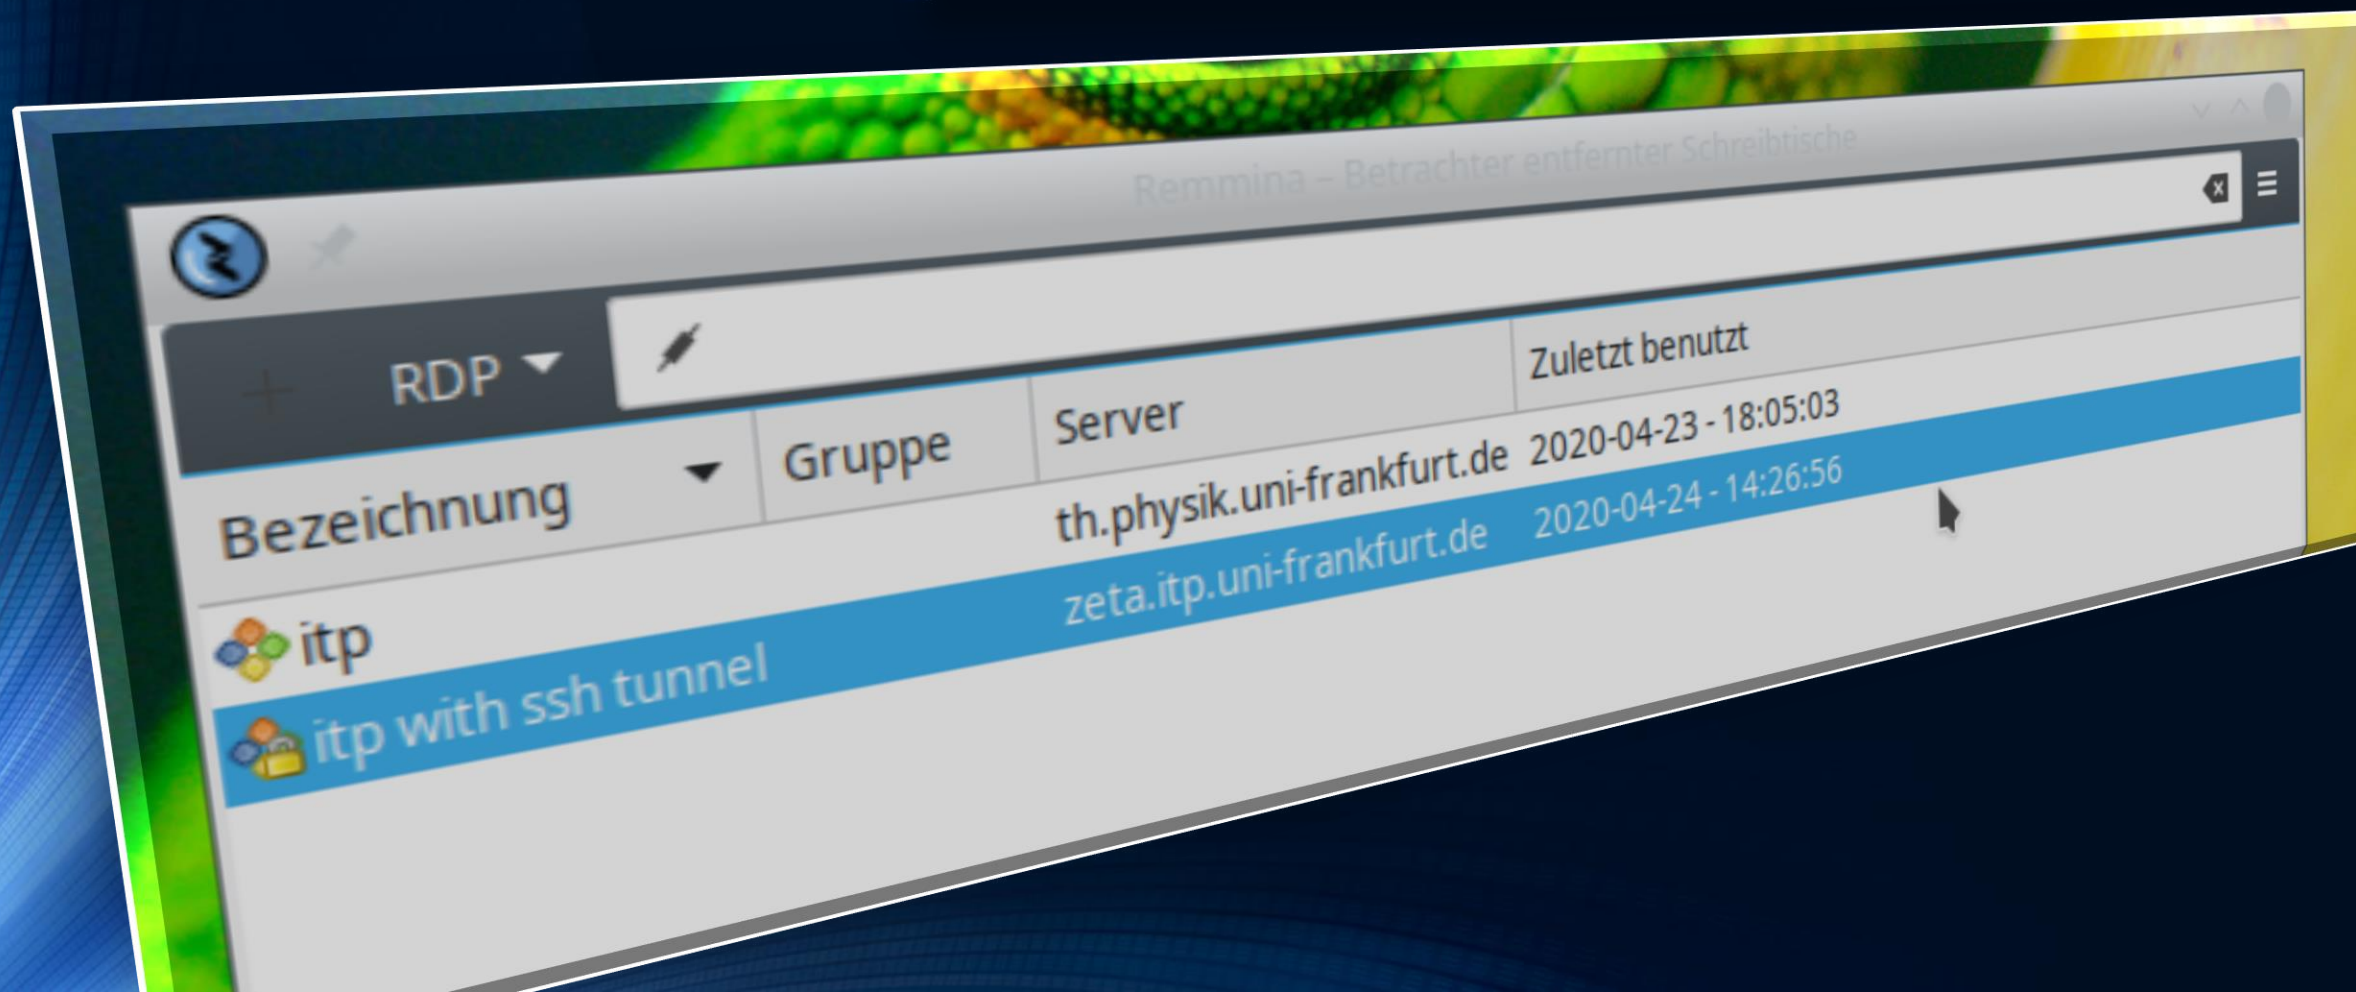 Remmina – Betrachter entfernter Schreibtische
RDP
Bezeichnung Gruppe Server Zuletzt benutzt
itp th.physik.uni-frankfurt.de 2020-04-23 - 18:05:03
itp with ssh tunnel zeta.itp.uni-frankfurt.de 2020-04-24 - 14:26:56